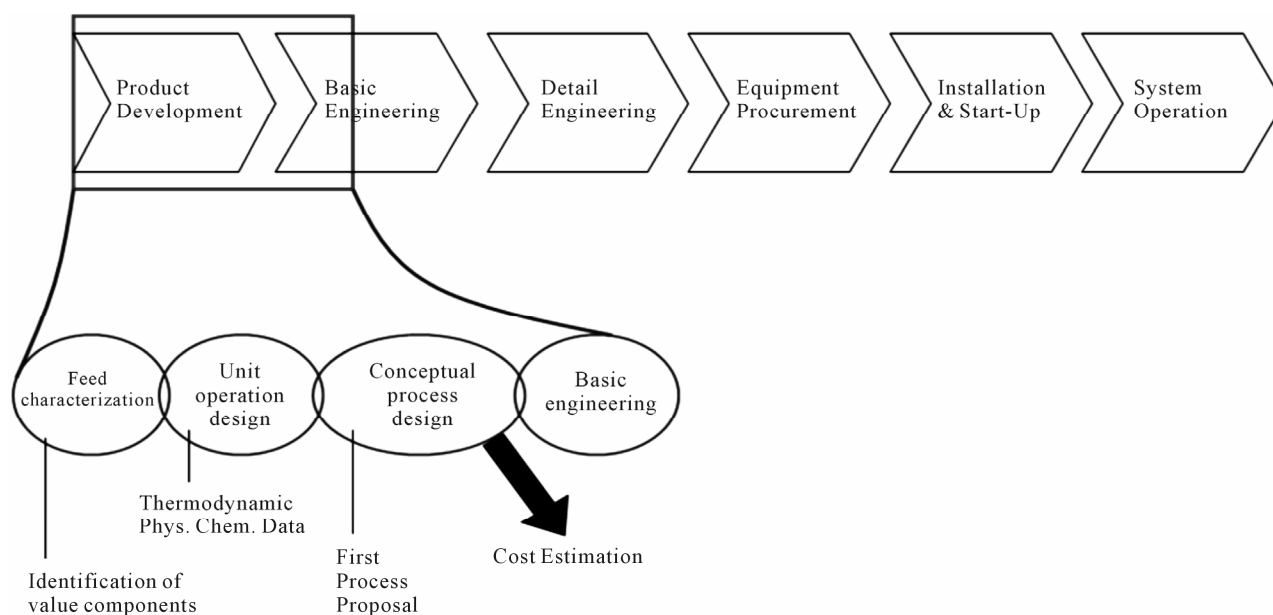 Product
Development
Basic
Engineering
Detail
Engineering
Equipment
Procurement
Installation
& Start-Up
System
Operation
Feed
characterization
Unit
operation
design
Conceptual
process
design
Basic
engineering
Thermodynamic
Phys. Chem. Data
Identification of
value components
First
Process
Proposal
Cost Estimation